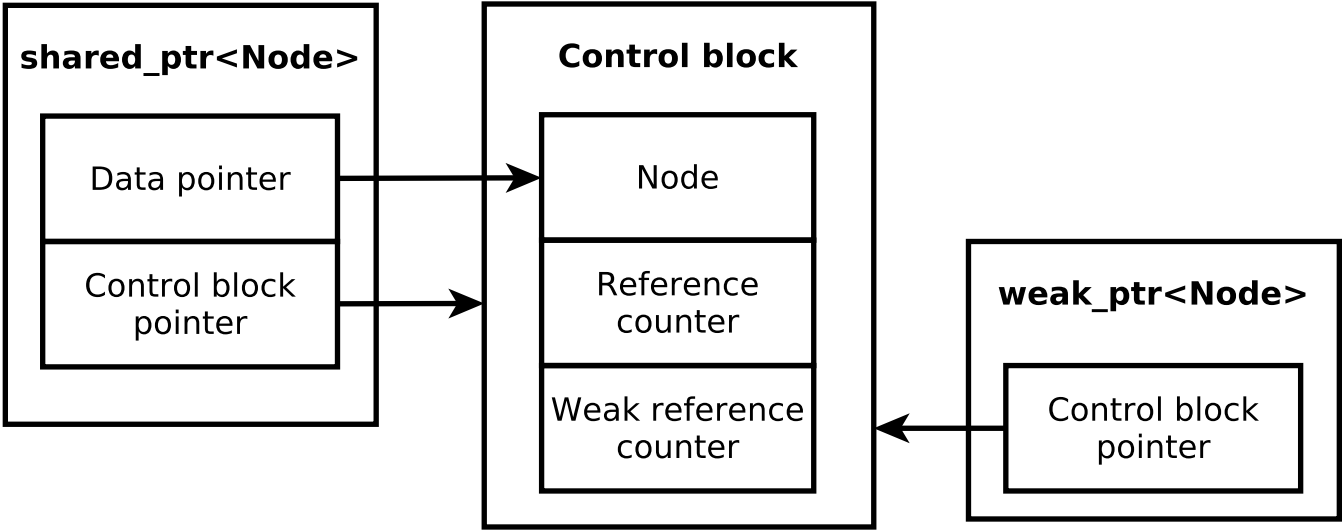 shared_ptr<Node>
Data pointer
Control block
pointer
Control block
Node
Reference
counter
Weak reference
counter
weak_ptr<Node>
Control block
pointer